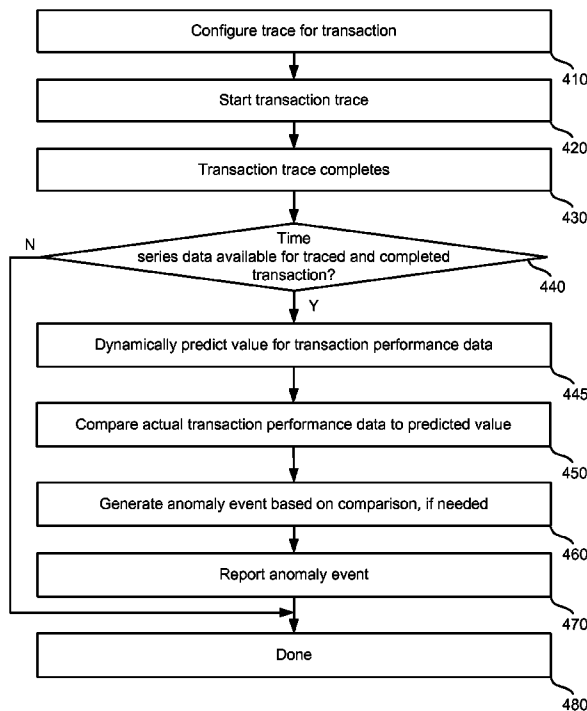 Configure trace for transaction
410
Start transaction trace
420
Transaction trace completes
430
N
Time
series data available for traced and completed
transaction?
440
Y
Dynamically predict value for transaction performance data
445
Compare actual transaction performance data to predicted value
450
Generate anomaly event based on comparison, if needed
460
Report anomaly event
470
Done
480